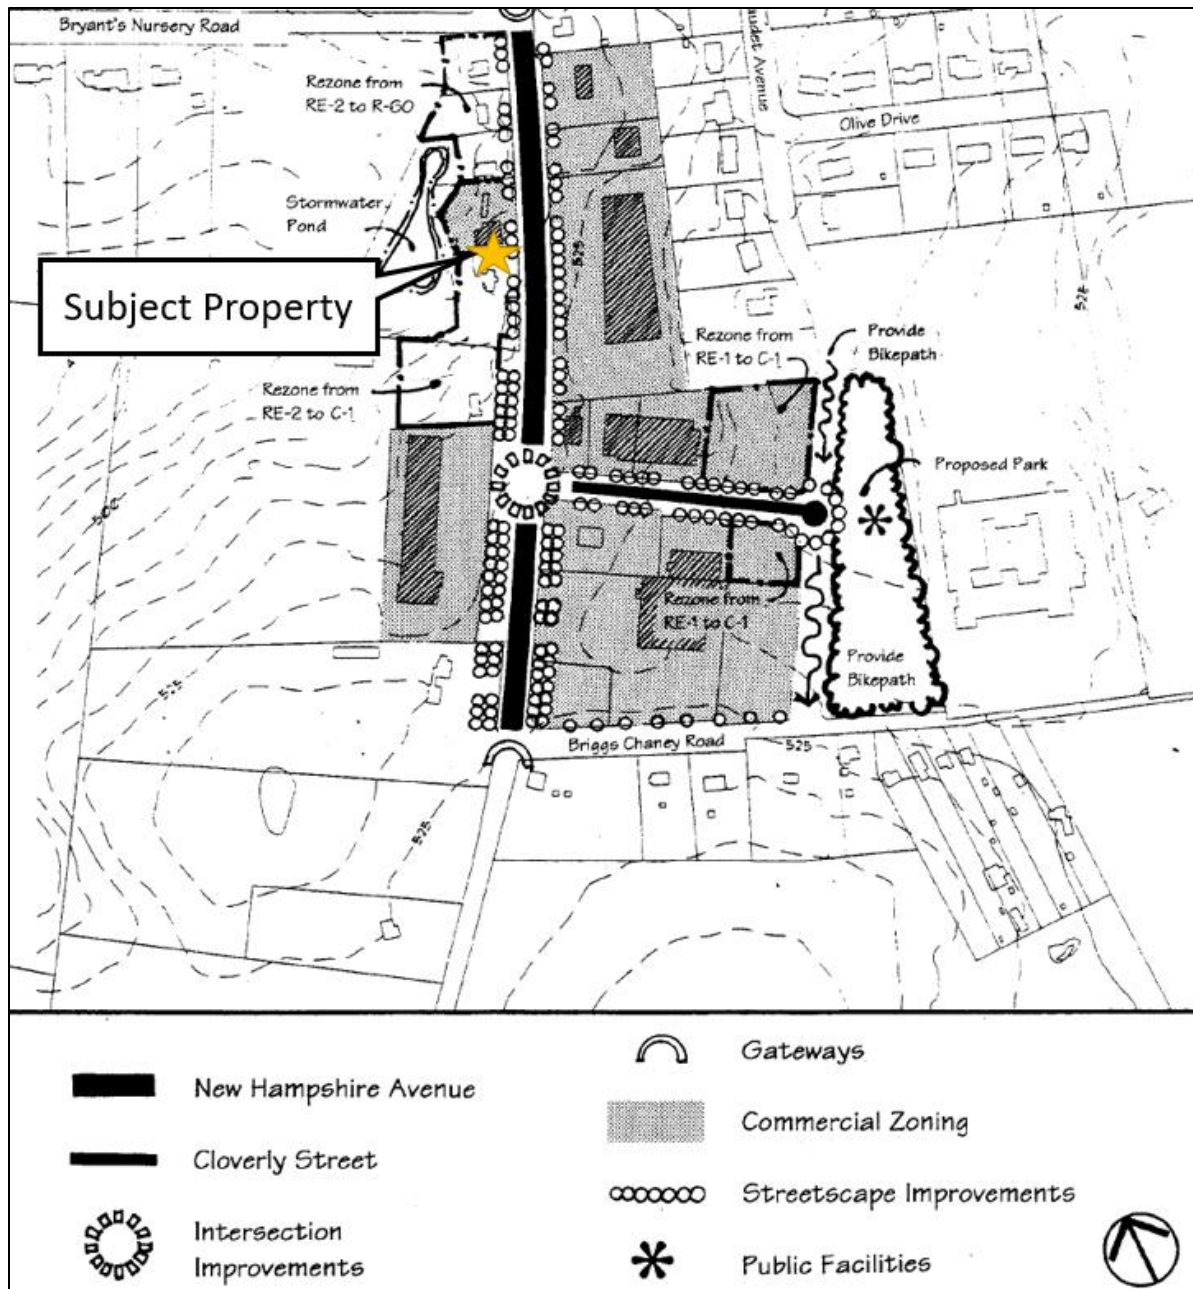 Bryant's Nursery Road
Rezone from
RE-2 to R-60
Olive Drive
Stormwater
Pond
525
Subject Property
528
Rezone from
RE-1 to C-1
Provide
Bikepath
Rezone from
RE-2 to C-1
Proposed Park
500
Rezone from
RE-1 to C-1
Provide
Bikepath
525
Briggs Chaney Road
525
525
New Hampshire Avenue
Cloverly Street
Intersection
Improvements
Gateways
Commercial Zoning
Streetscape Improvements
Public Facilities